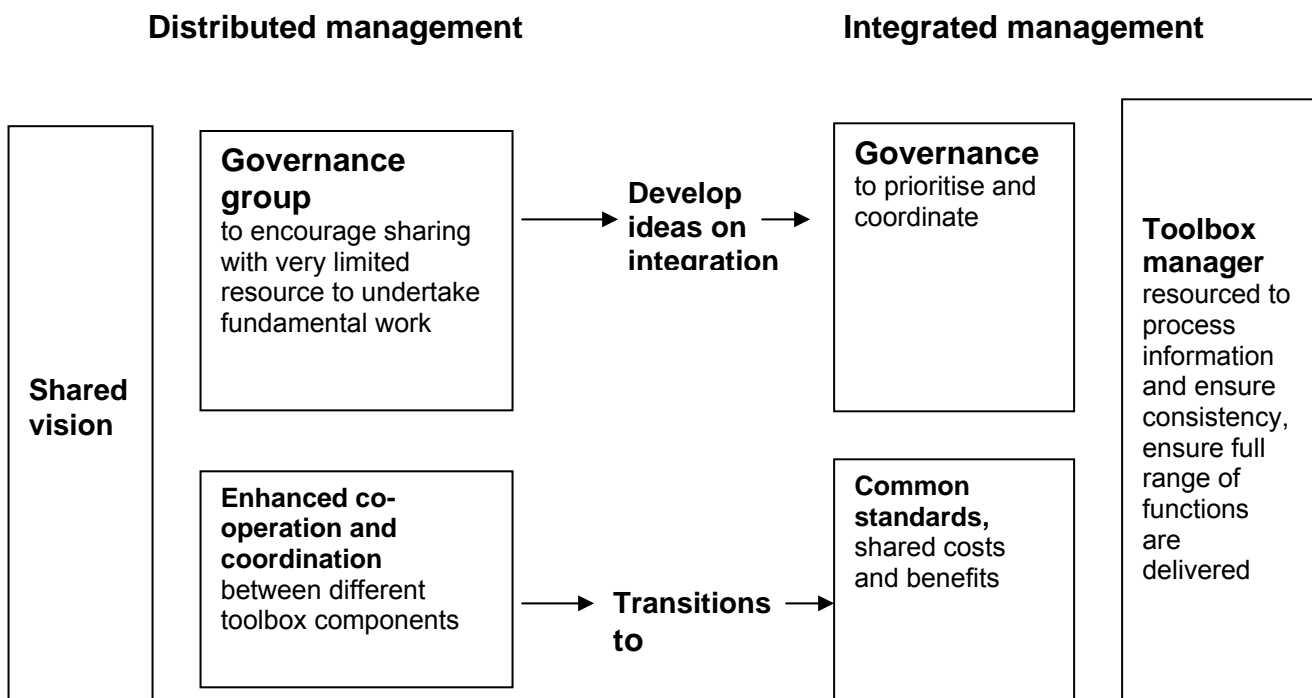 Distributed management
Integrated management
Shared
vision
Governance
group
to encourage sharing
with very limited
resource to undertake
fundamental work
Develop
ideas on
integration
Governance
to prioritise and
coordinate
Enhanced co-
operation and
coordination
between different
toolbox components
Transitions
to
Common
standards,
shared costs
and benefits
Toolbox
manager
resourced to
process
information
and ensure
consistency,
ensure full
range of
functions
are
delivered